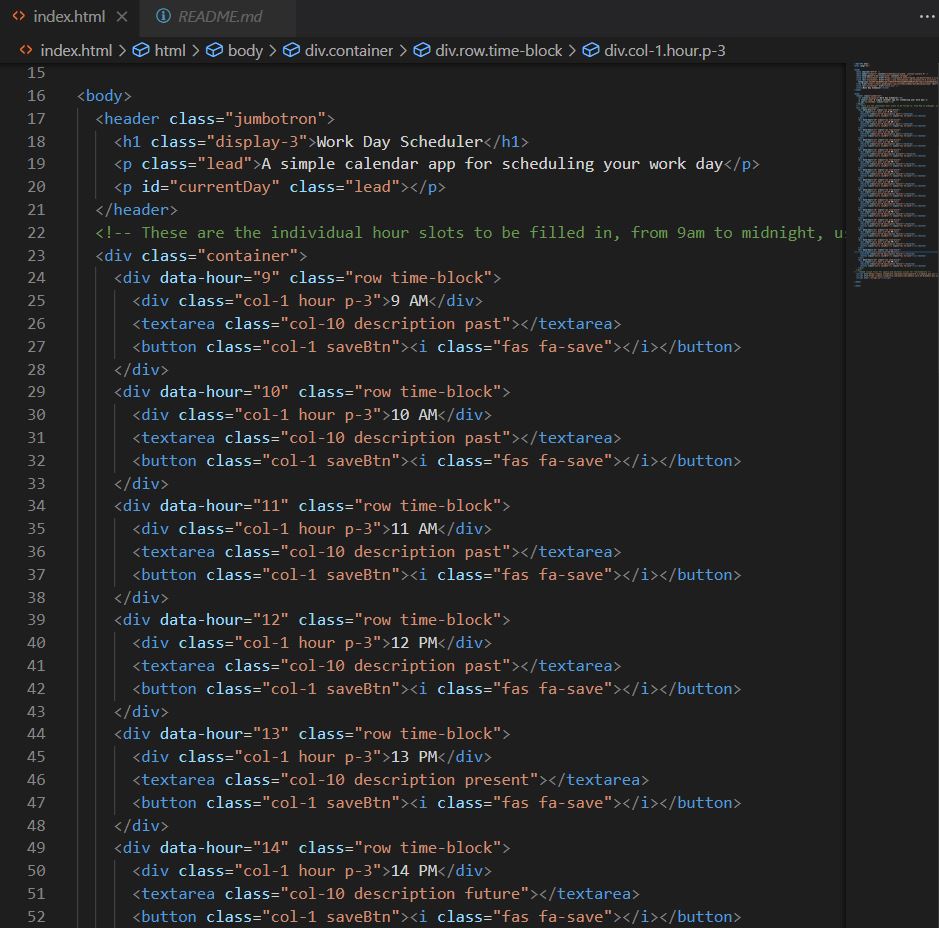 index.html × README.md ...
index.html > html > body > div.container > div.row.time-block > div.col-1.hour.p-3
15
16 <body>
17 <header class="jumbotron">
18 <h1 class="display-3">Work Day Scheduler</h1>
19 <p class="lead">A simple calendar app for scheduling your work day</p>
20 <p id="currentDay" class="lead"></p>
21 </header>
22 <!-- These are the individual hour slots to be filled in, from 9am to midnight, us
23 <div class="container">
24 <div data-hour="9" class="row time-block">
25 <div class="col-1 hour p-3">9 AM</div>
26 <textarea class="col-10 description past"></textarea>
27 <button class="col-1 saveBtn"><i class="fas fa-save"></i></button>
28 </div>
29 <div data-hour="10" class="row time-block">
30 <div class="col-1 hour p-3">10 AM</div>
31 <textarea class="col-10 description past"></textarea>
32 <button class="col-1 saveBtn"><i class="fas fa-save"></i></button>
33 </div>
34 <div data-hour="11" class="row time-block">
35 <div class="col-1 hour p-3">11 AM</div>
36 <textarea class="col-10 description past"></textarea>
37 <button class="col-1 saveBtn"><i class="fas fa-save"></i></button>
38 </div>
39 <div data-hour="12" class="row time-block">
40 <div class="col-1 hour p-3">12 PM</div>
41 <textarea class="col-10 description past"></textarea>
42 <button class="col-1 saveBtn"><i class="fas fa-save"></i></button>
43 </div>
44 <div data-hour="13" class="row time-block">
45 <div class="col-1 hour p-3">13 PM</div>
46 <textarea class="col-10 description present"></textarea>
47 <button class="col-1 saveBtn"><i class="fas fa-save"></i></button>
48 </div>
49 <div data-hour="14" class="row time-block">
50 <div class="col-1 hour p-3">14 PM</div>
51 <textarea class="col-10 description future"></textarea>
52 <button class="col-1 saveBtn"><i class="fas fa-save"></i></button>